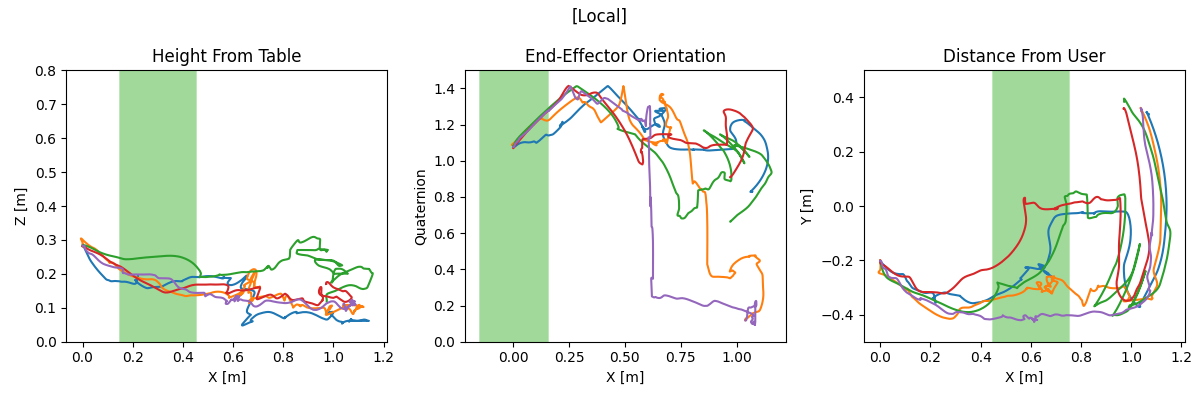 [Local]
Height From Table
End-Effector Orientation
Distance From User
Z [m]
0.8
0.7
0.6
0.5
0.4
0.3
0.2
0.1
0.0
0.0 0.2 0.4 0.6 0.8 1.0 1.2
X [m]
Quaternion
1.4
1.2
1.0
0.8
0.6
0.4
0.2
0.0
0.00 0.25 0.50 0.75 1.00
X [m]
Y [m]
0.4
0.2
0.0
−0.2
−0.4
0.0 0.2 0.4 0.6 0.8 1.0 1.2
X [m]